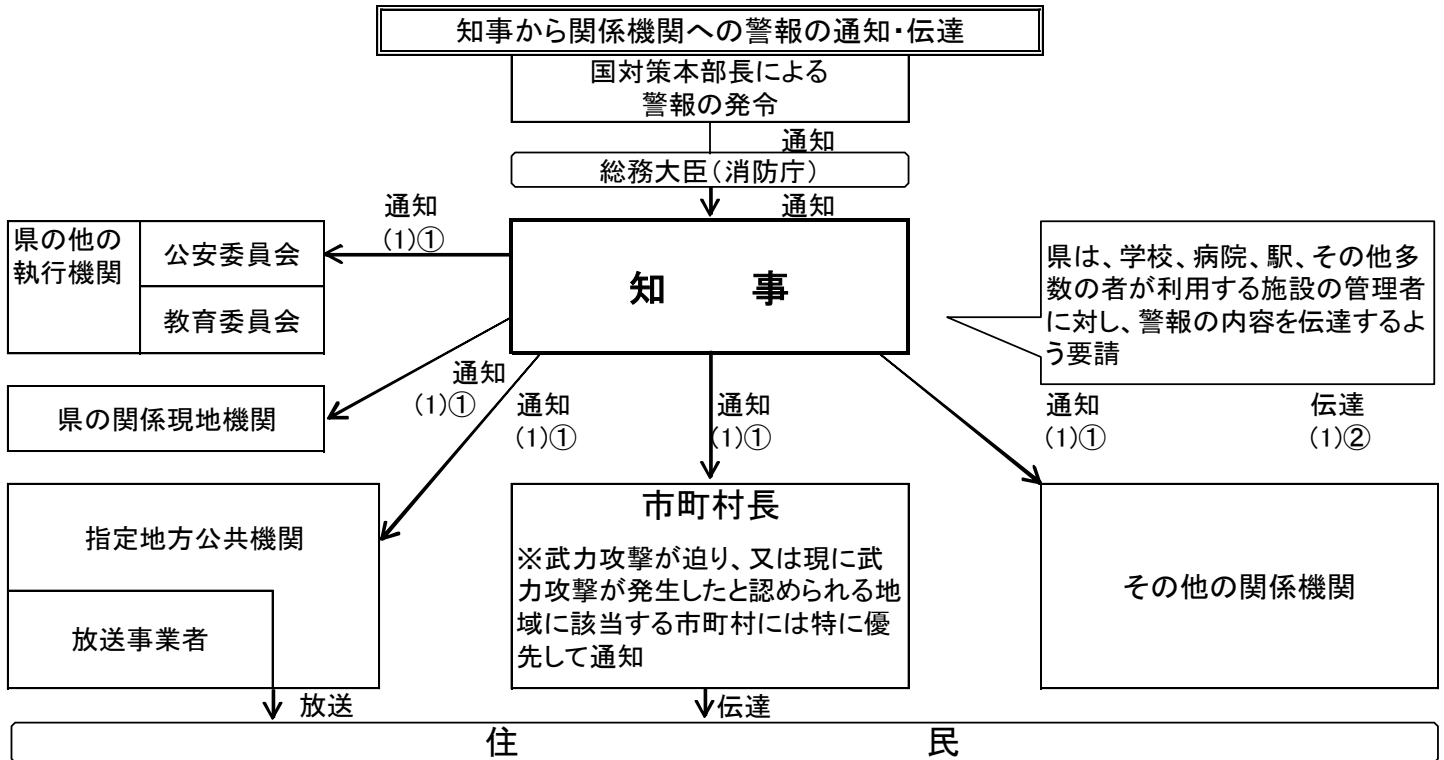 知事から関係機関への警報の通知・伝達
国対策本部長による
警報の発令
通知
総務大臣(消防庁)
通知
通知
(1)①
県の他の
執行機関
公安委員会
教育委員会
知 事
県は、学校、病院、駅、その他多
数の者が利用する施設の管理者
に対し、警報の内容を伝達するよ
う要請
県の関係現地機関
通知
(1)①
通知
(1)①
通知
(1)①
通知
(1)①
伝達
(1)②
指定地方公共機関
放送事業者
市町村長
※武力攻撃が迫り、又は現に武
力攻撃が発生したと認められる地
域に該当する市町村には特に優
先して通知
その他の関係機関
放送
伝達
住 民